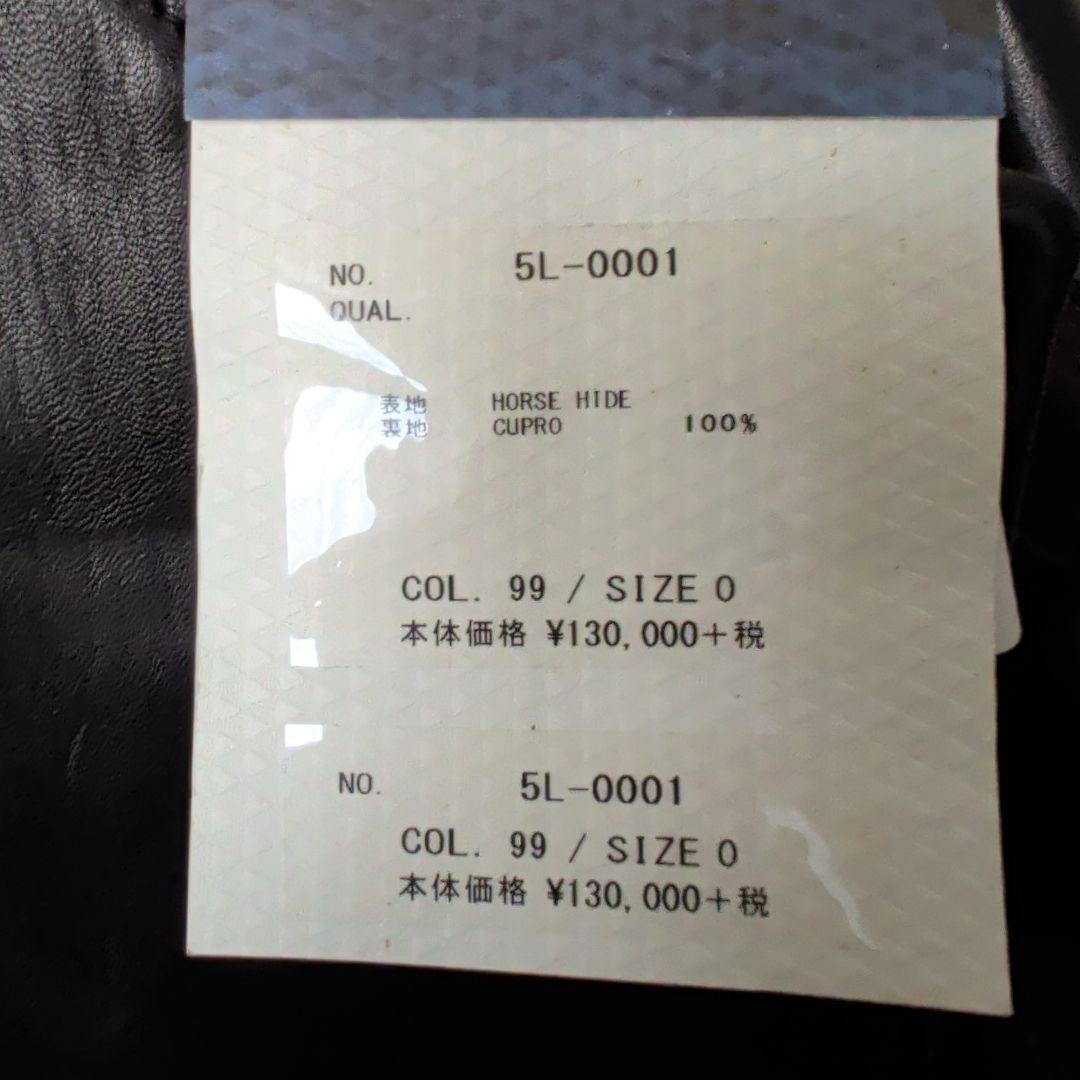 NO. 5L-0001
QUAL.
表地 HORSE HIDE
裏地 CUPRO 100%
COL. 99 / SIZE 0
本体価格 ¥130,000+税
NO. 5L-0001
COL. 99 / SIZE 0
本体価格 ¥130,000+税